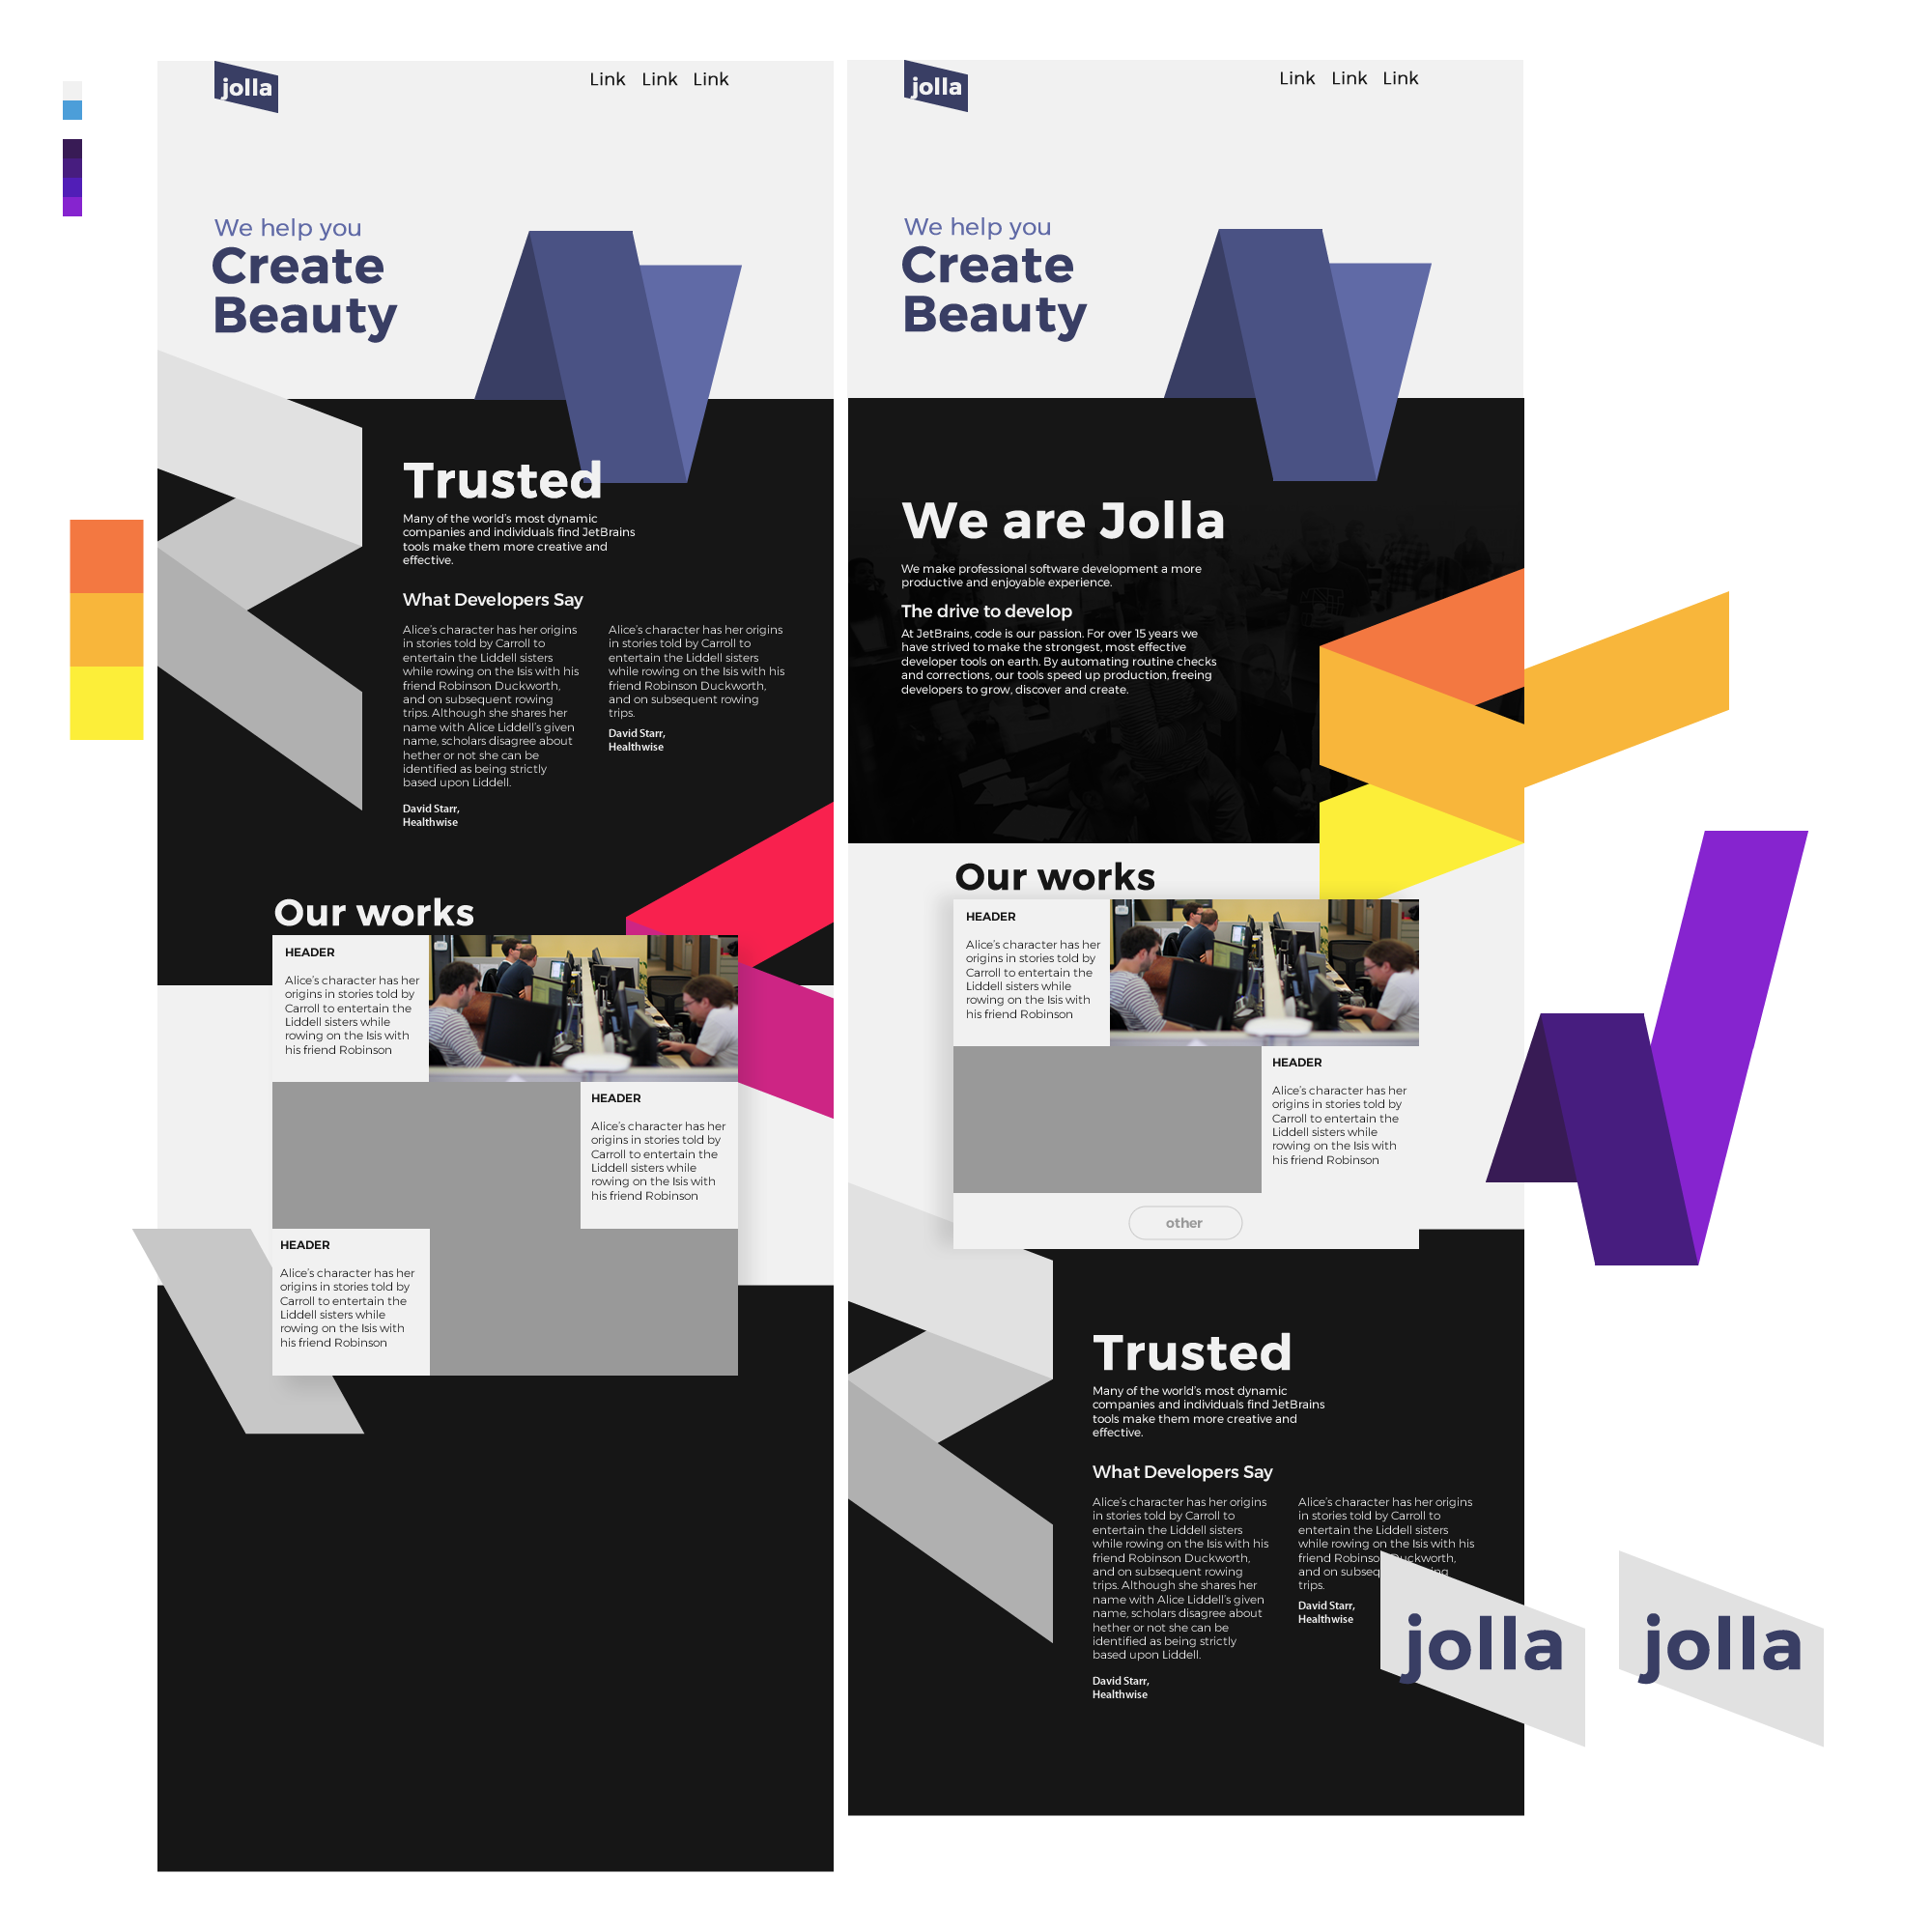 jolla
Link Link Link
We help you
Create
Beauty
Trusted
Many of the world's most dynamic
companies and individuals find JetBrains
tools make them more creative and
effective.
What Developers Say
Alice's character has her origins
in stories told by Carroll to
entertain the Liddell sisters
while rowing on the Isis with his
friend Robinson Duckworth,
and on subsequent rowing
trips. Although she shares her
name with Alice Liddell's given
name, scholars disagree about
hether or not she can be
identified as being strictly
based upon Liddell.
David Starr,
Healthwise
Alice's character has her origins
in stories told by Carroll to
entertain the Liddell sisters
while rowing on the Isis with his
friend Robinson Duckworth,
and on subsequent rowing
trips.
David Starr,
Healthwise
Our works
HEADER
Alice's character has her
origins in stories told by
Carroll to entertain the
Liddell sisters while
rowing on the Isis with
his friend Robinson
HEADER
Alice's character has her
origins in stories told by
Carroll to entertain the
Liddell sisters while
rowing on the Isis with
his friend Robinson
HEADER
Alice's character has her
origins in stories told by
Carroll to entertain the
Liddell sisters while
rowing on the Isis with
his friend Robinson
jolla
Link Link Link
We help you
Create
Beauty
We are Jolla
We make professional software development a more
productive and enjoyable experience.
The drive to develop
At JetBrains, code is our passion. For over 15 years we
have strived to make the strongest, most effective
developer tools on earth. By automating routine checks
and corrections, our tools speed up production, freeing
developers to grow, discover and create.
Our works
HEADER
Alice's character has her
origins in stories told by
Carroll to entertain the
Liddell sisters while
rowing on the Isis with
his friend Robinson
HEADER
Alice's character has her
origins in stories told by
Carroll to entertain the
Liddell sisters while
rowing on the Isis with
his friend Robinson
other
Trusted
Many of the world's most dynamic
companies and individuals find JetBrains
tools make them more creative and
effective.
What Developers Say
Alice's character has her origins
in stories told by Carroll to
entertain the Liddell sisters
while rowing on the Isis with his
friend Robinson Duckworth,
and on subsequent rowing
trips. Although she shares her
name with Alice Liddell's given
name, scholars disagree about
hether or not she can be
identified as being strictly
based upon Liddell.
David Starr,
Healthwise
Alice's character has her origins
in stories told by Carroll to
entertain the Liddell sisters
while rowing on the Isis with his
friend
and on
trips.
David Starr,
Healthwise
jolla
jolla